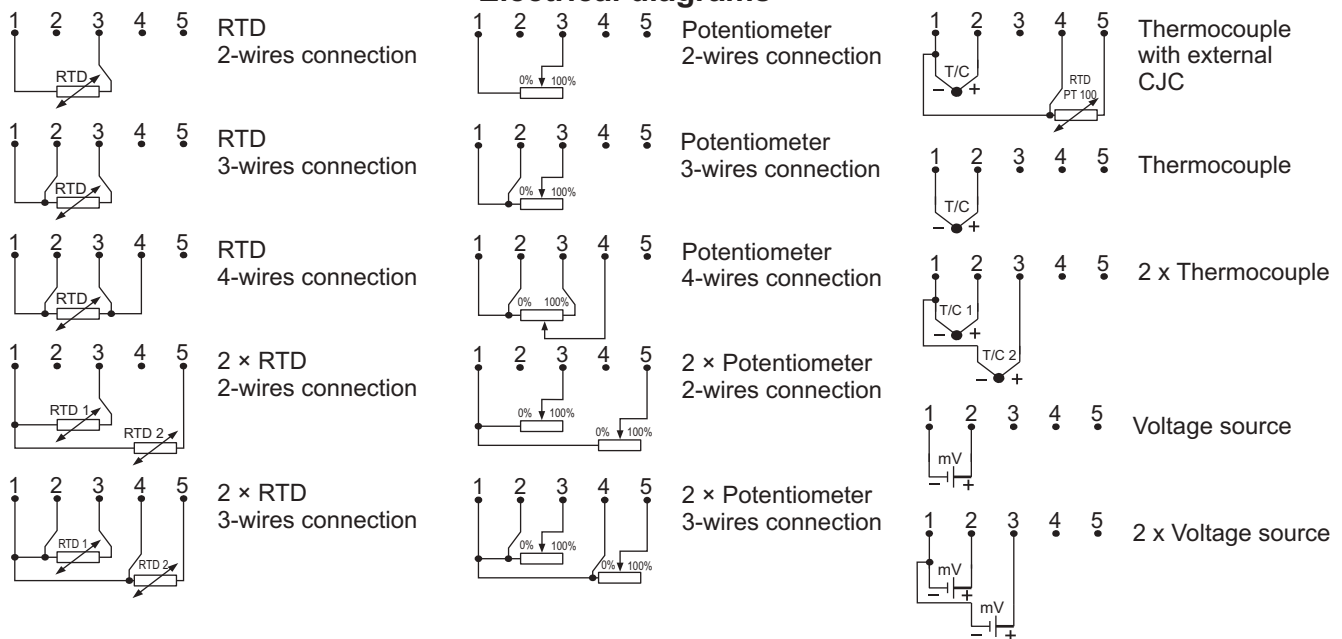 Electrical diagrams
1 2 3 4 5
RTD
RTD
2-wires connection
1 2 3 4 5
RTD
RTD
3-wires connection
1 2 3 4 5
RTD
RTD
4-wires connection
1 2 3 4 5
RTD 1
RTD 2
2 × RTD
2-wires connection
1 2 3 4 5
RTD 1
RTD 2
2 × RTD
3-wires connection
1 2 3 4 5
0% 100%
Potentiometer
2-wires connection
1 2 3 4 5
0% 100%
Potentiometer
3-wires connection
1 2 3 4 5
0% 100%
Potentiometer
4-wires connection
1 2 3 4 5
0% 100%
0% 100%
2 × Potentiometer
2-wires connection
1 2 3 4 5
0% 100%
0% 100%
2 × Potentiometer
3-wires connection
1 2 3 4 5
T/C
− +
RTD
PT 100
Thermocouple
with external
CJC
1 2 3 4 5
T/C
− +
Thermocouple
1 2 3 4 5
T/C 1
− +
T/C 2
− +
2 x Thermocouple
1 2 3 4 5
mV
− +
Voltage source
1 2 3 4 5
mV
− +
mV
− +
2 x Voltage source